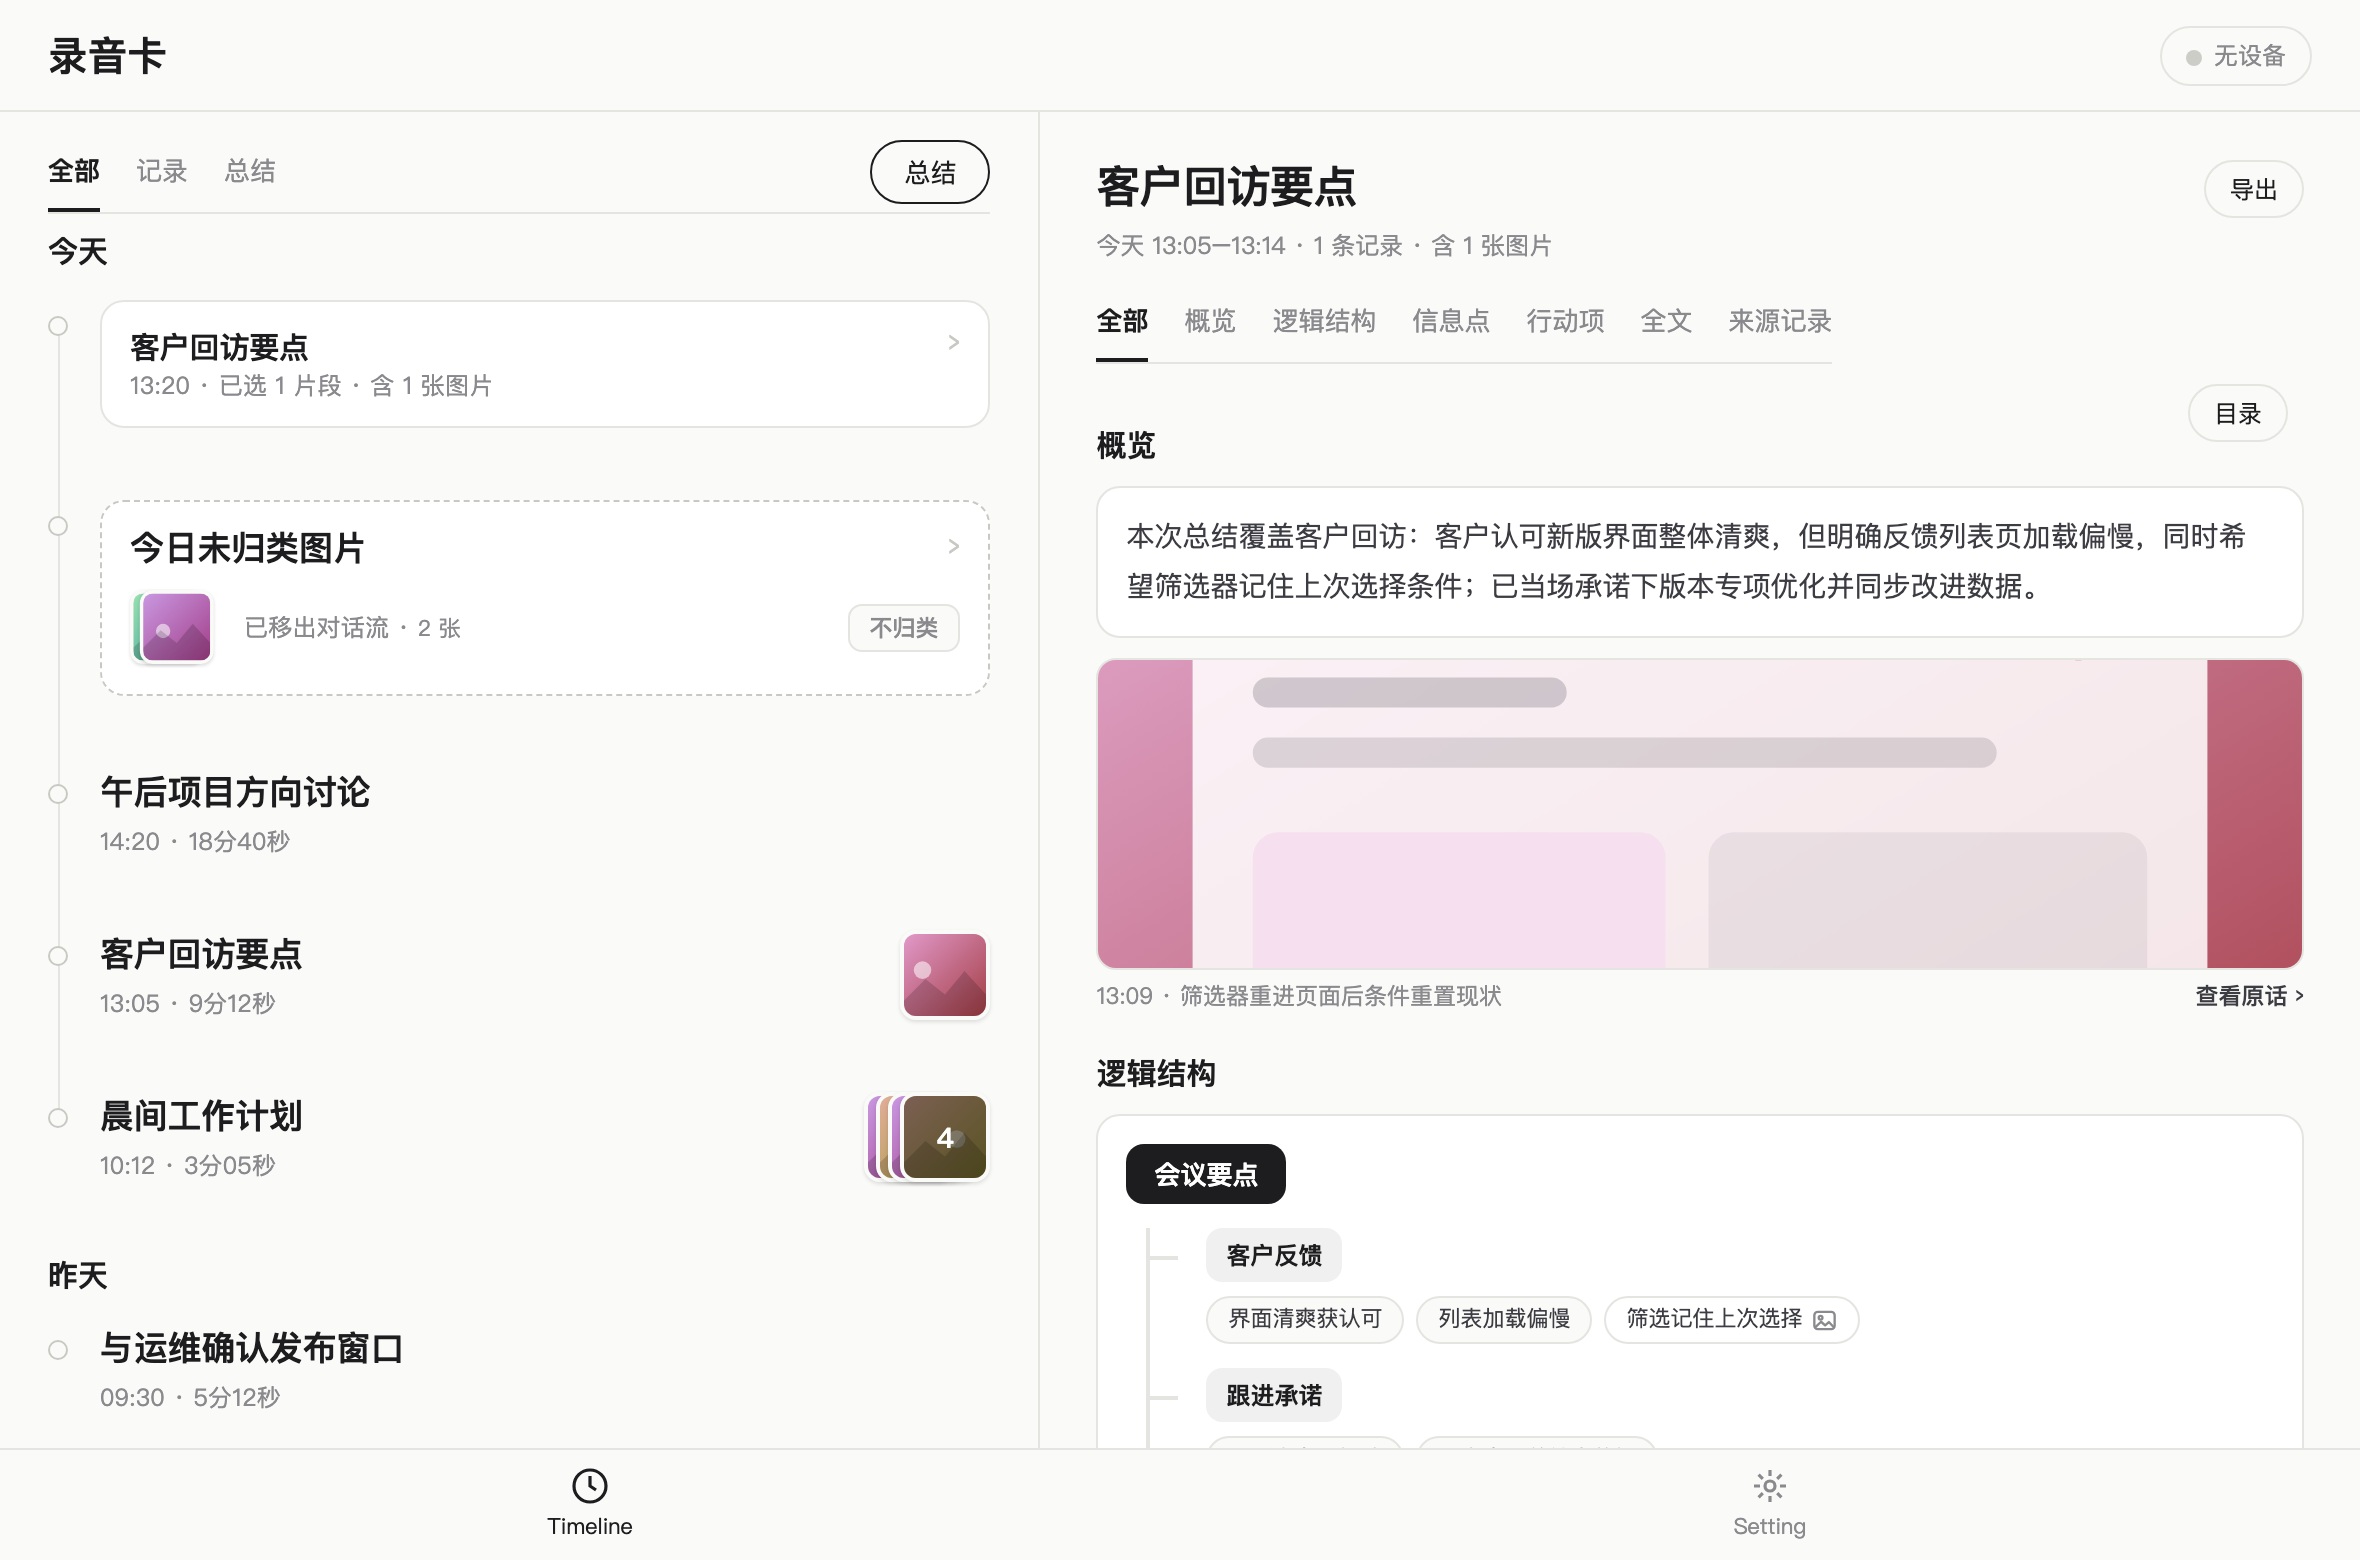 录音卡
无设备
全部 记录 总结
总结
今天
客户回访要点
13:20 · 已选 1 片段 · 含 1 张图片
今日未归类图片
已移出对话流 · 2 张
不归类
午后项目方向讨论
14:20 · 18分40秒
客户回访要点
13:05 · 9分12秒
晨间工作计划
10:12 · 3分05秒
4
昨天
与运维确认发布窗口
09:30 · 5分12秒
客户回访要点
导出
今天 13:05–13:14 · 1 条记录 · 含 1 张图片
全部 概览 逻辑结构 信息点 行动项 全文 来源记录
目录
概览
本次总结覆盖客户回访：客户认可新版界面整体清爽，但明确反馈列表页加载偏慢，同时希
望筛选器记住上次选择条件；已当场承诺下版本专项优化并同步改进数据。
13:09 · 筛选器重进页面后条件重置现状
查看原话 ›
逻辑结构
会议要点
客户反馈
界面清爽获认可 列表加载偏慢 筛选记住上次选择
跟进承诺
Timeline
Setting